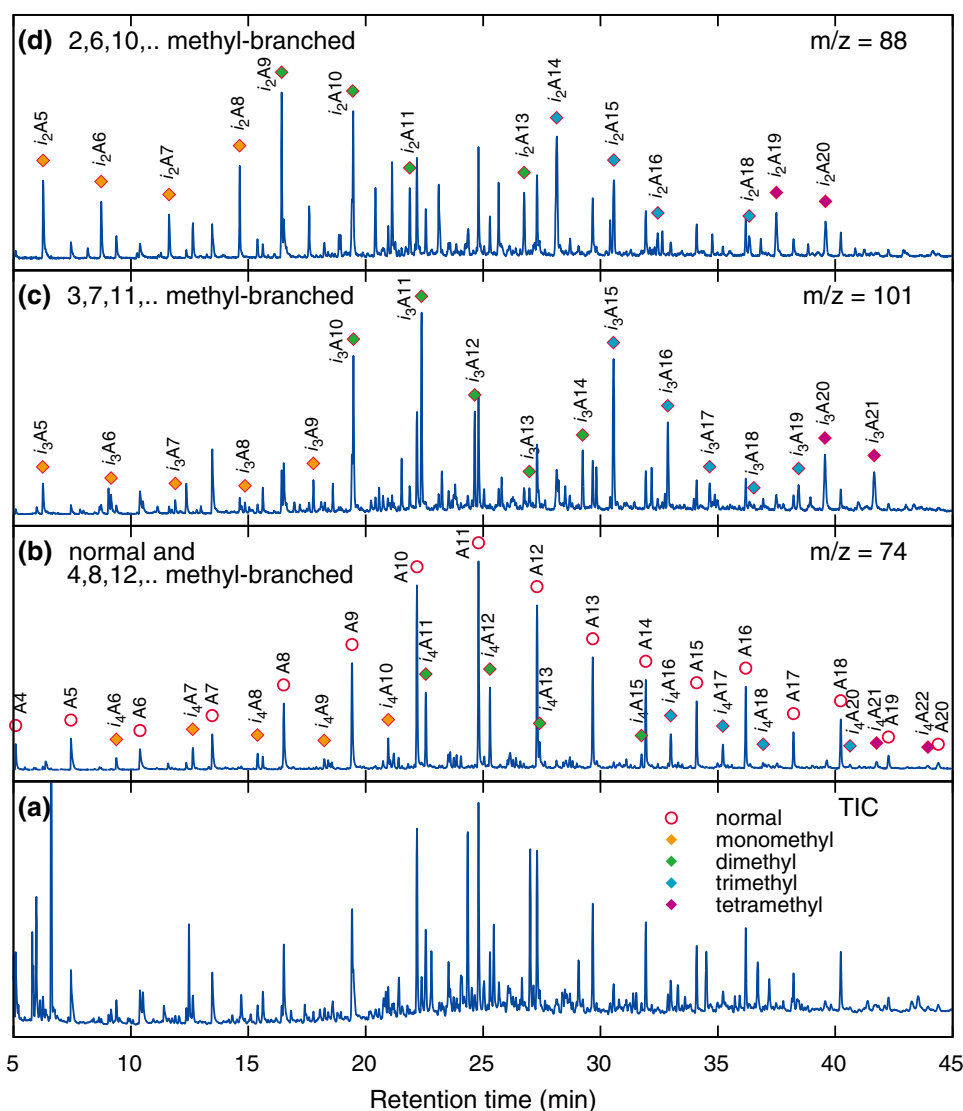 (d) 2,6,10,.. methyl-branched m/z = 88
i2A5
i2A6
i2A7
i2A8
i2A9
i2A10
i2A11
i2A13
i2A14
i2A15
i2A16
i2A18
i2A19
i2A20
(c) 3,7,11,.. methyl-branched m/z = 101
i3A5
i3A6
i3A7
i3A8
i3A9
i3A10
i3A11
i3A12
i3A13
i3A14
i3A15
i3A16
i3A17
i3A18
i3A19
i3A20
i3A21
(b) normal and m/z = 74
4,8,12,.. methyl-branched
A4
A5
i4A6
A6
i4A7
A7
i4A8
A8
i4A9
A9
i4A10
A10
i4A11
A11
i4A12
A12
i4A13
A13
i4A15
A14
i4A16
A15
i4A17
A16
i4A18
A17
A18
i4A20
i4A21
A19
i4A22
A20
(a) TIC
normal
monomethyl
dimethyl
trimethyl
tetramethyl
5 10 15 20 25 30 35 40 45
Retention time (min)